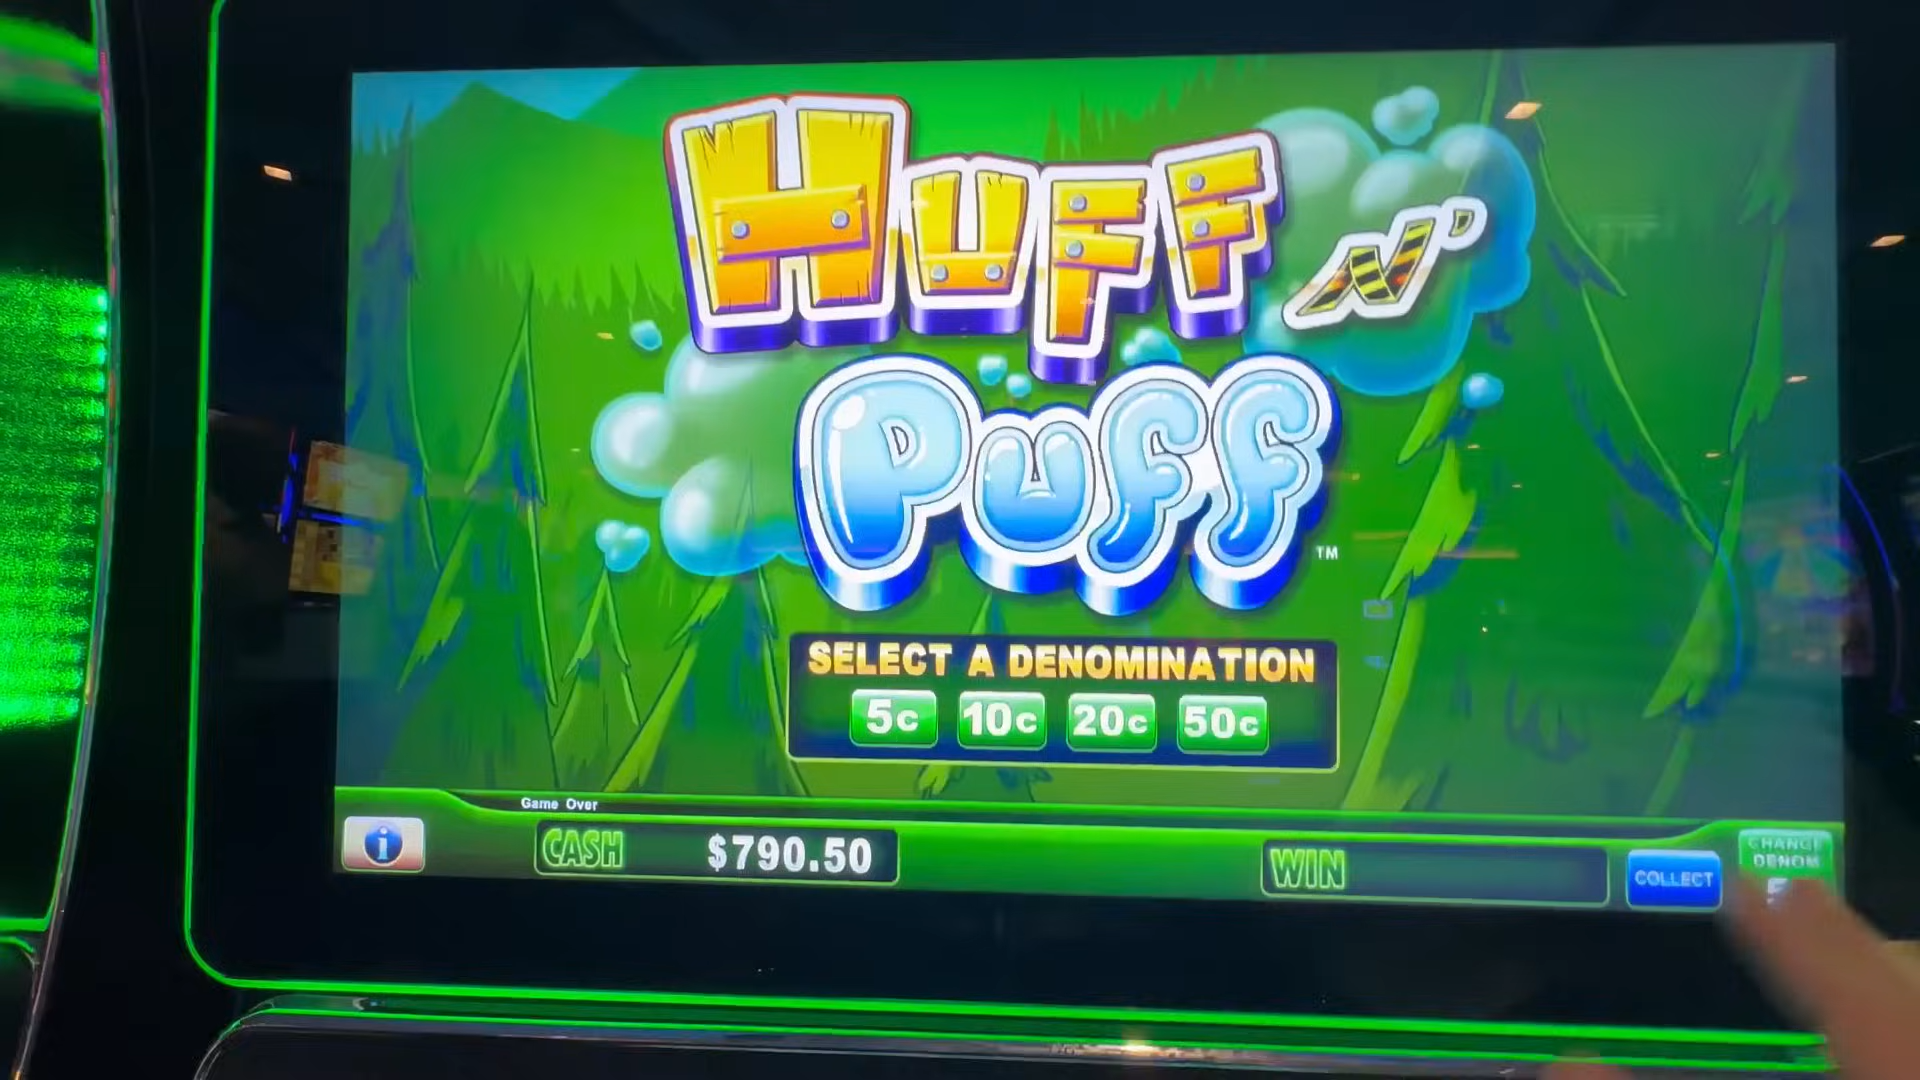 HUFF N'
PUFF
TM
SELECT A DENOMINATION
5c 10c 20c 50c
Game Over
i
CASH $790.50
WIN
COLLECT
CHANGE
DENOM